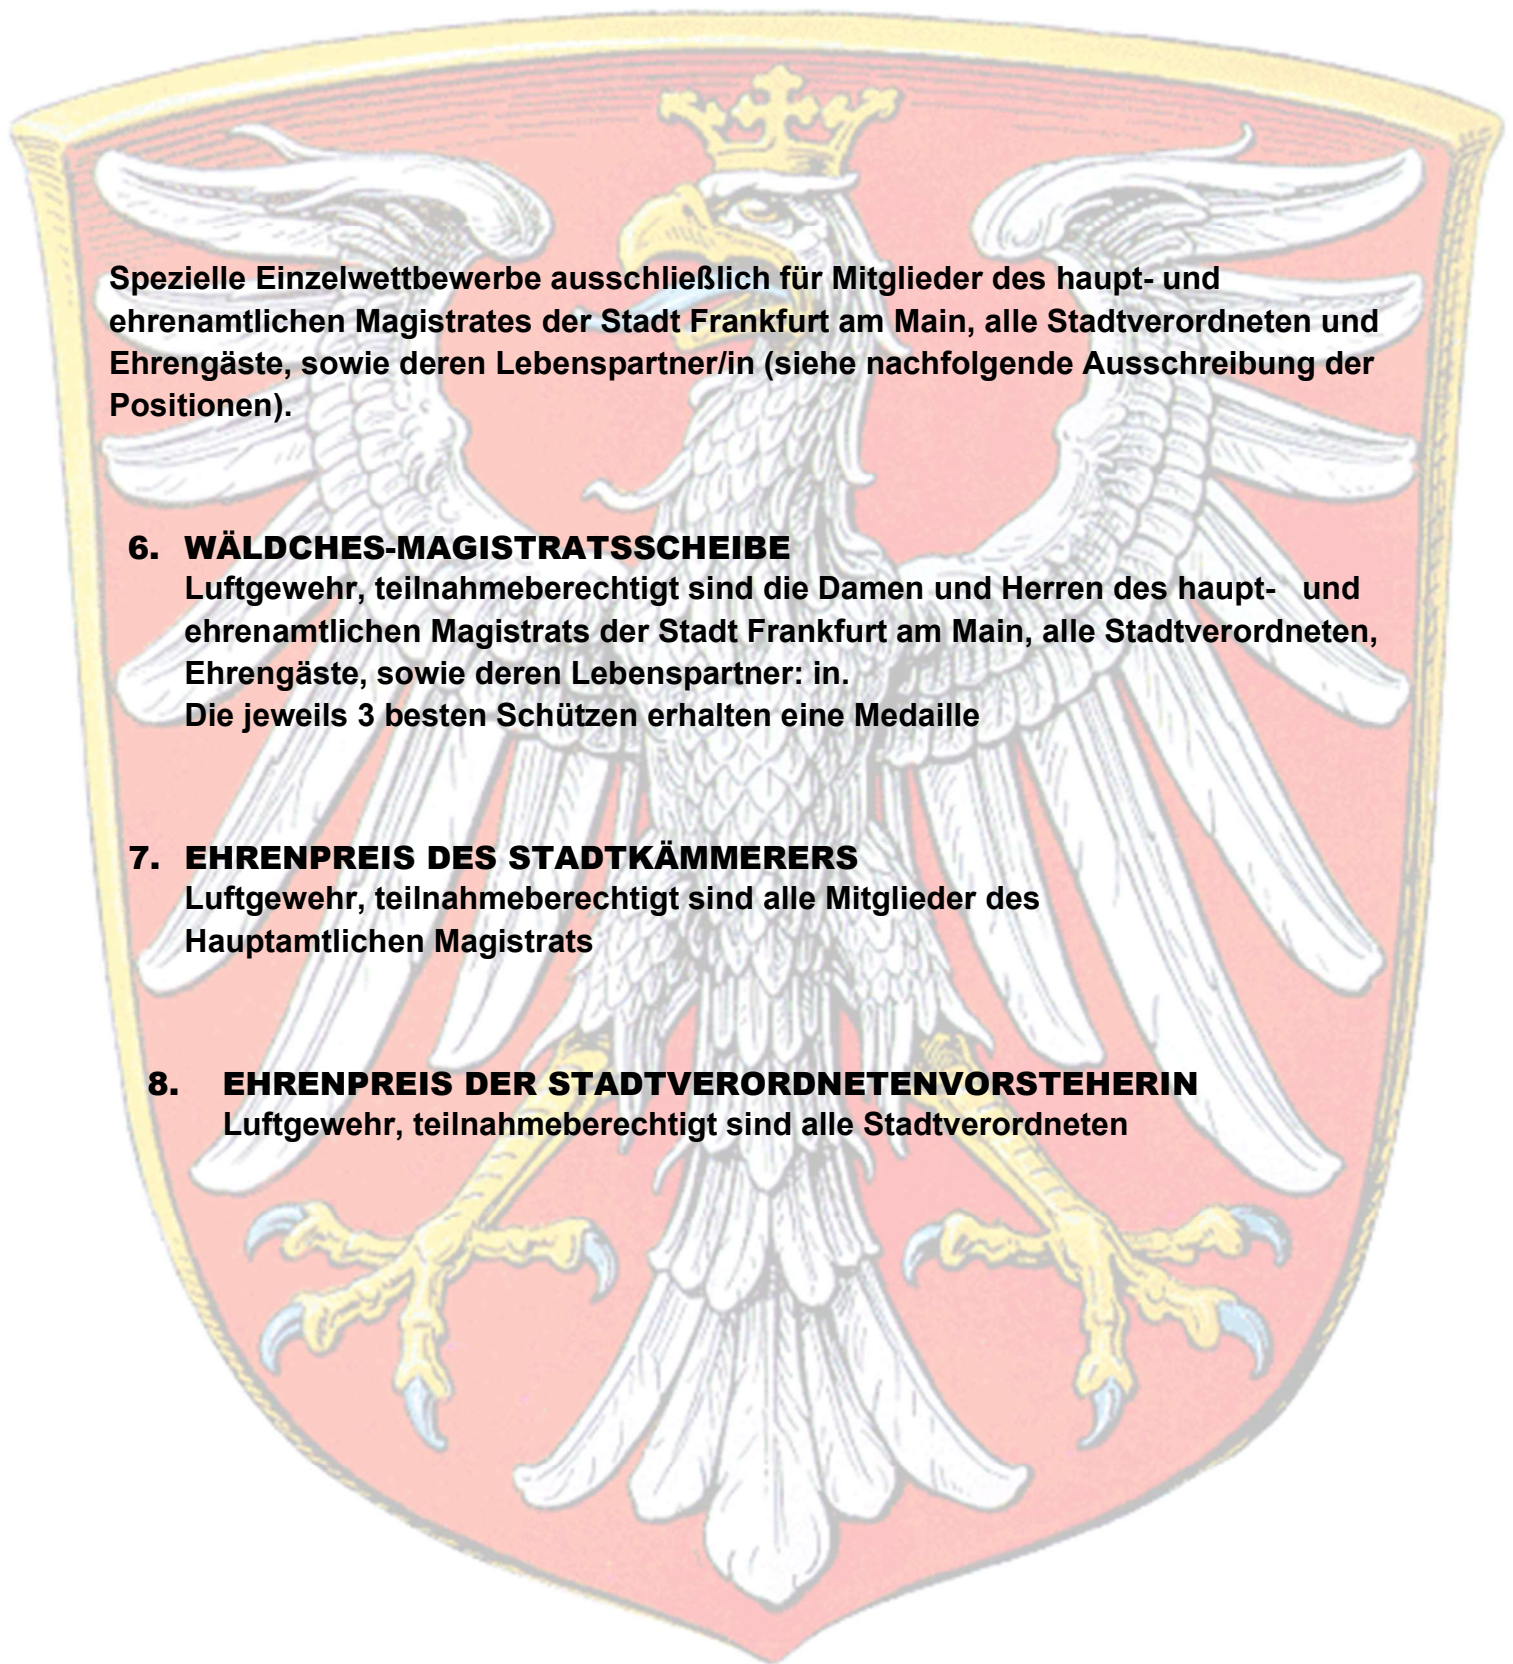 Spezielle Einzelwettbewerbe ausschließlich für Mitglieder des haupt- und
ehrenamtlichen Magistrates der Stadt Frankfurt am Main, alle Stadtverordneten und
Ehrengäste, sowie deren Lebenspartner/in (siehe nachfolgende Ausschreibung der
Positionen).
6. WÄLDCHES-MAGISTRATSSCHEIBE
Luftgewehr, teilnahmeberechtigt sind die Damen und Herren des haupt- und
ehrenamtlichen Magistrats der Stadt Frankfurt am Main, alle Stadtverordneten,
Ehrengäste, sowie deren Lebenspartner: in.
Die jeweils 3 besten Schützen erhalten eine Medaille
7. EHRENPREIS DES STADTKÄMMERERS
Luftgewehr, teilnahmeberechtigt sind alle Mitglieder des
Hauptamtlichen Magistrats
8. EHRENPREIS DER STADTVERORDNETENVORSTEHERIN
Luftgewehr, teilnahmeberechtigt sind alle Stadtverordneten